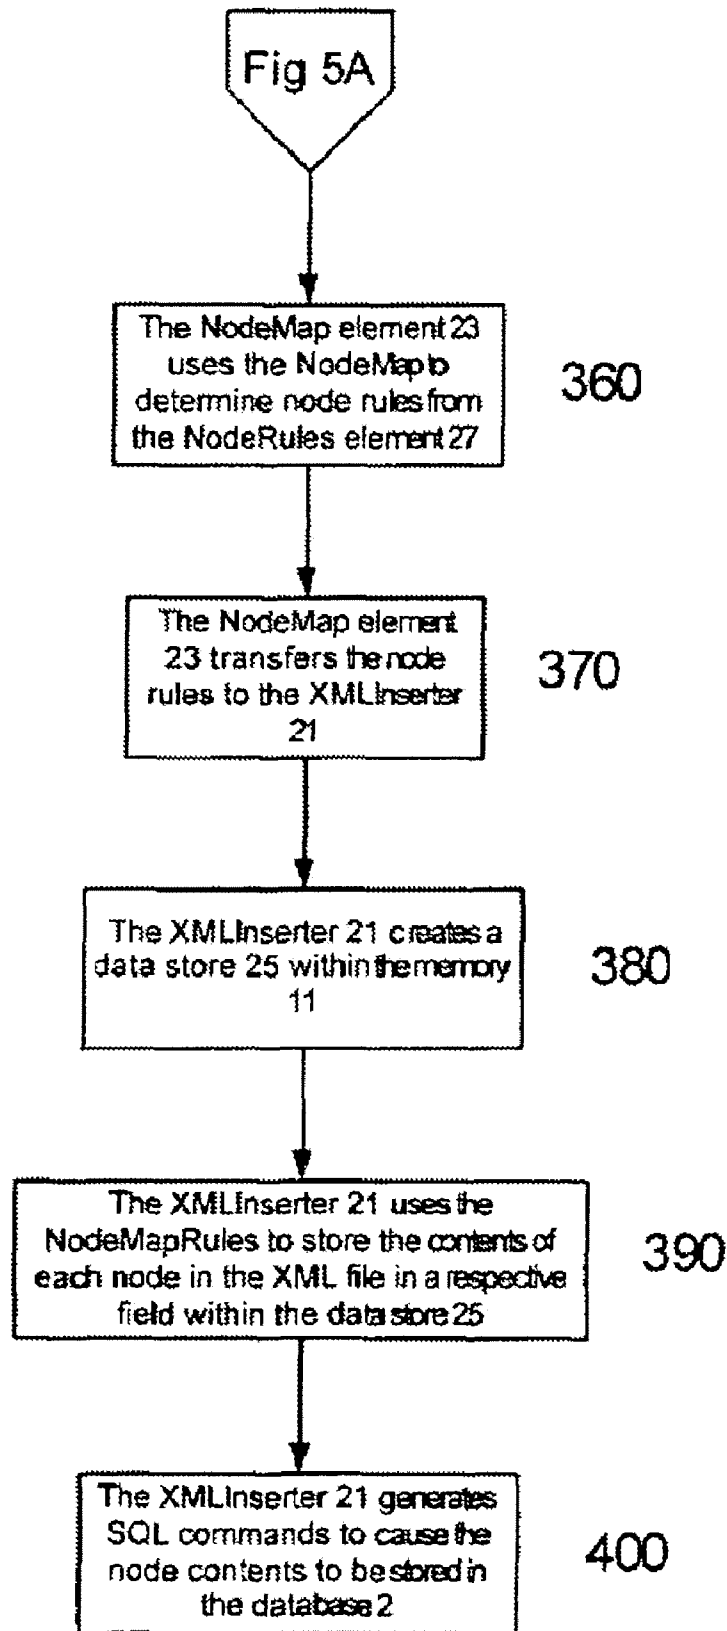 Fig 5A
The NodeMap element 23
uses the NodeMap to
determine node rules from
the NodeRules element 27
360
The NodeMap element
23 transfers the node
rules to the XMLInserter
21
370
The XMLInserter 21 creates a
data store 25 within the memory
11
380
The XMLInserter 21 uses the
NodeMapRules to store the contents of
each node in the XML file in a respective
field within the data store 25
390
The XMLInserter 21 generates
SQL commands to cause the
node contents to be stored in
the database 2
400